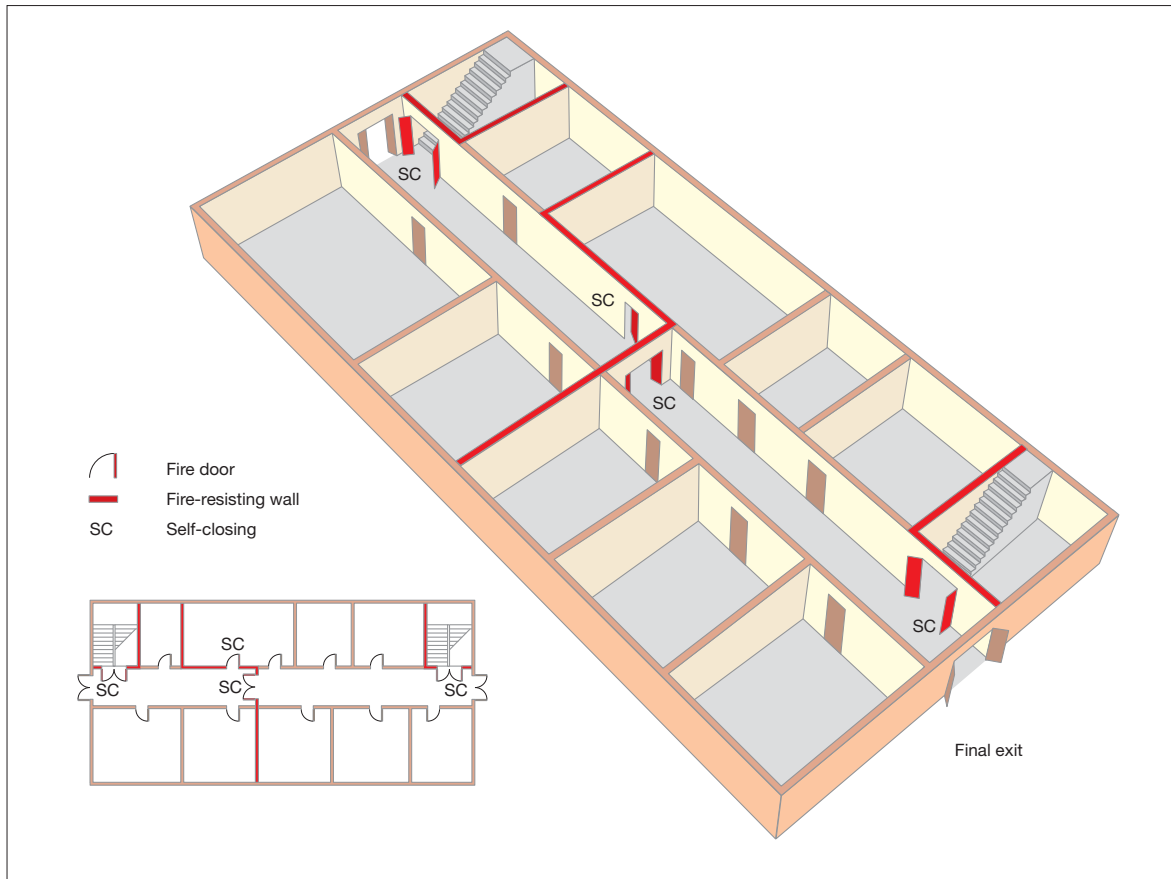 SC
SC
SC
Fire door
Fire-resisting wall
SC Self-closing
SC
Final exit
SC
SC SC SC